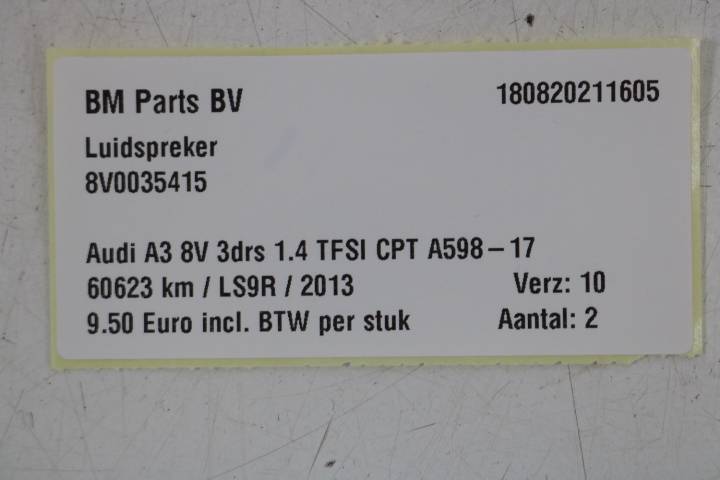 BM Parts BV 180820211605
Luidspreker
8V0035415
Audi A3 8V 3drs 1.4 TFSI CPT A598-17
60623 km / LS9R / 2013 Verz: 10
9.50 Euro incl. BTW per stuk Aantal: 2